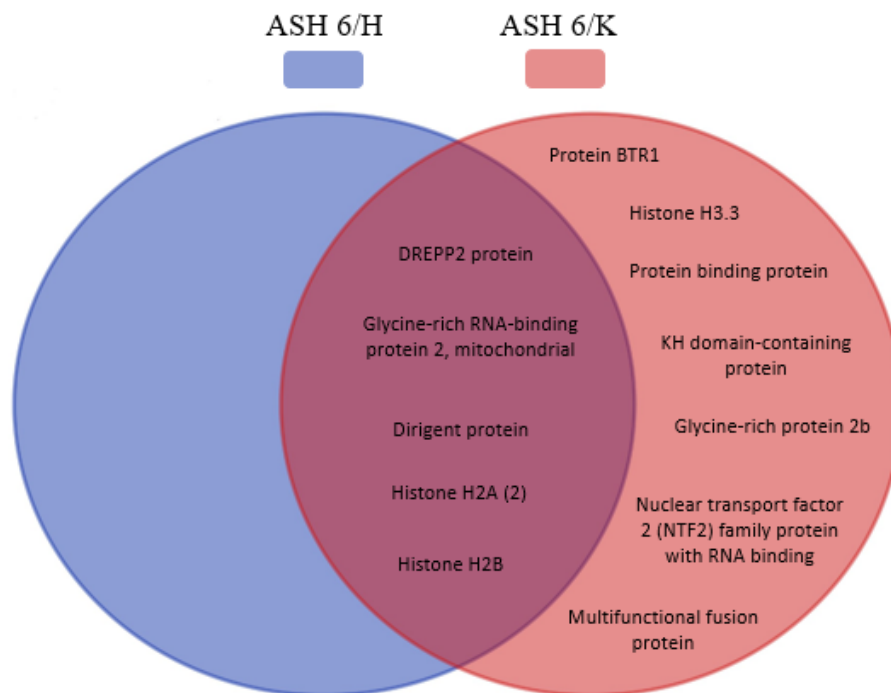 ASH 6/H
ASH 6/K
Protein BTR1
Histone H3.3
DREPP2 protein
Protein binding protein
Glycine-rich RNA-binding
protein 2, mitochondrial
KH domain-containing
protein
Dirigent protein
Glycine-rich protein 2b
Histone H2A (2)
Nuclear transport factor
2 (NTF2) family protein
with RNA binding
Histone H2B
Multifunctional fusion
protein